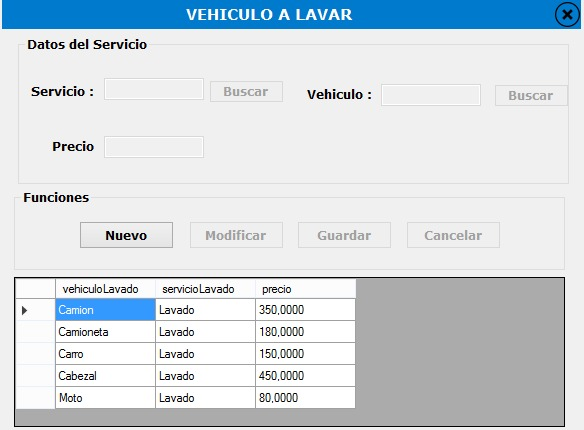 VEHICULO A LAVAR
Datos del Servicio
Servicio : Buscar Vehiculo : Buscar
Precio
Funciones
Nuevo Modificar Guardar Cancelar
vehiculoLavado servicioLavado precio
Camion Lavado 350,0000
Camioneta Lavado 180,0000
Carro Lavado 150,0000
Cabezal Lavado 450,0000
Moto Lavado 80,0000